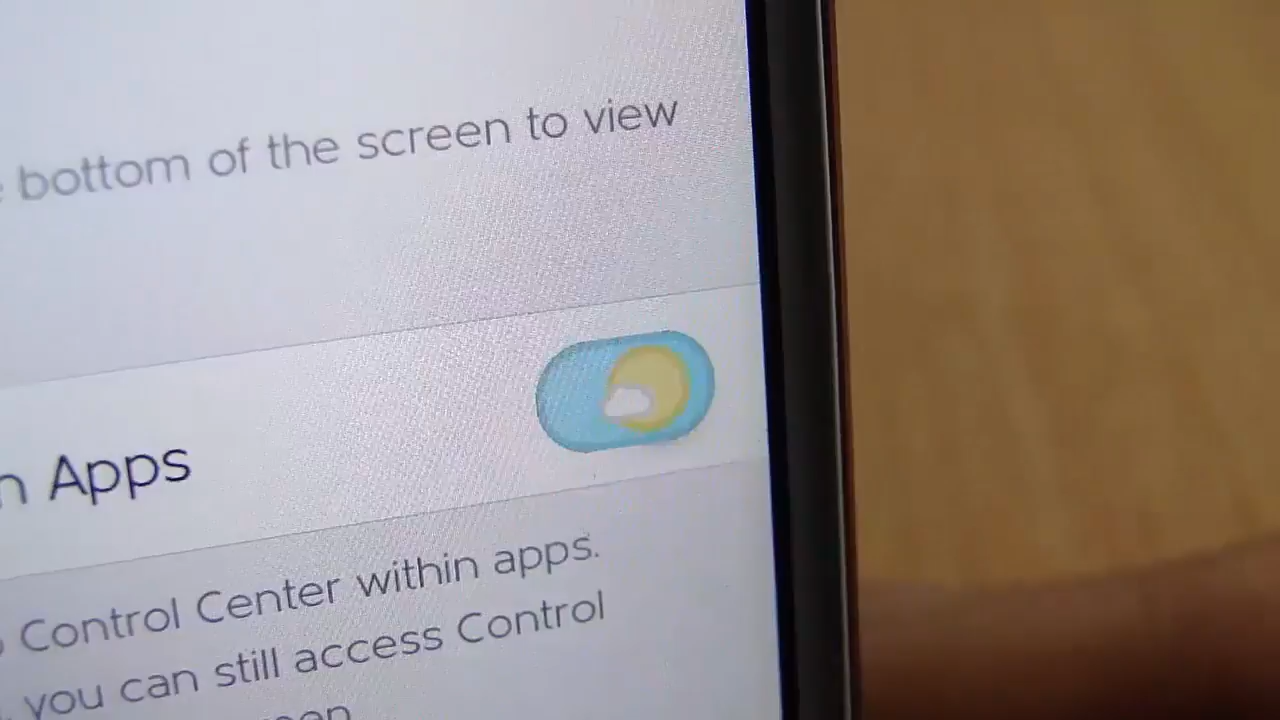 bottom of the screen to view
Apps
Control Center within apps.
you can still access Control